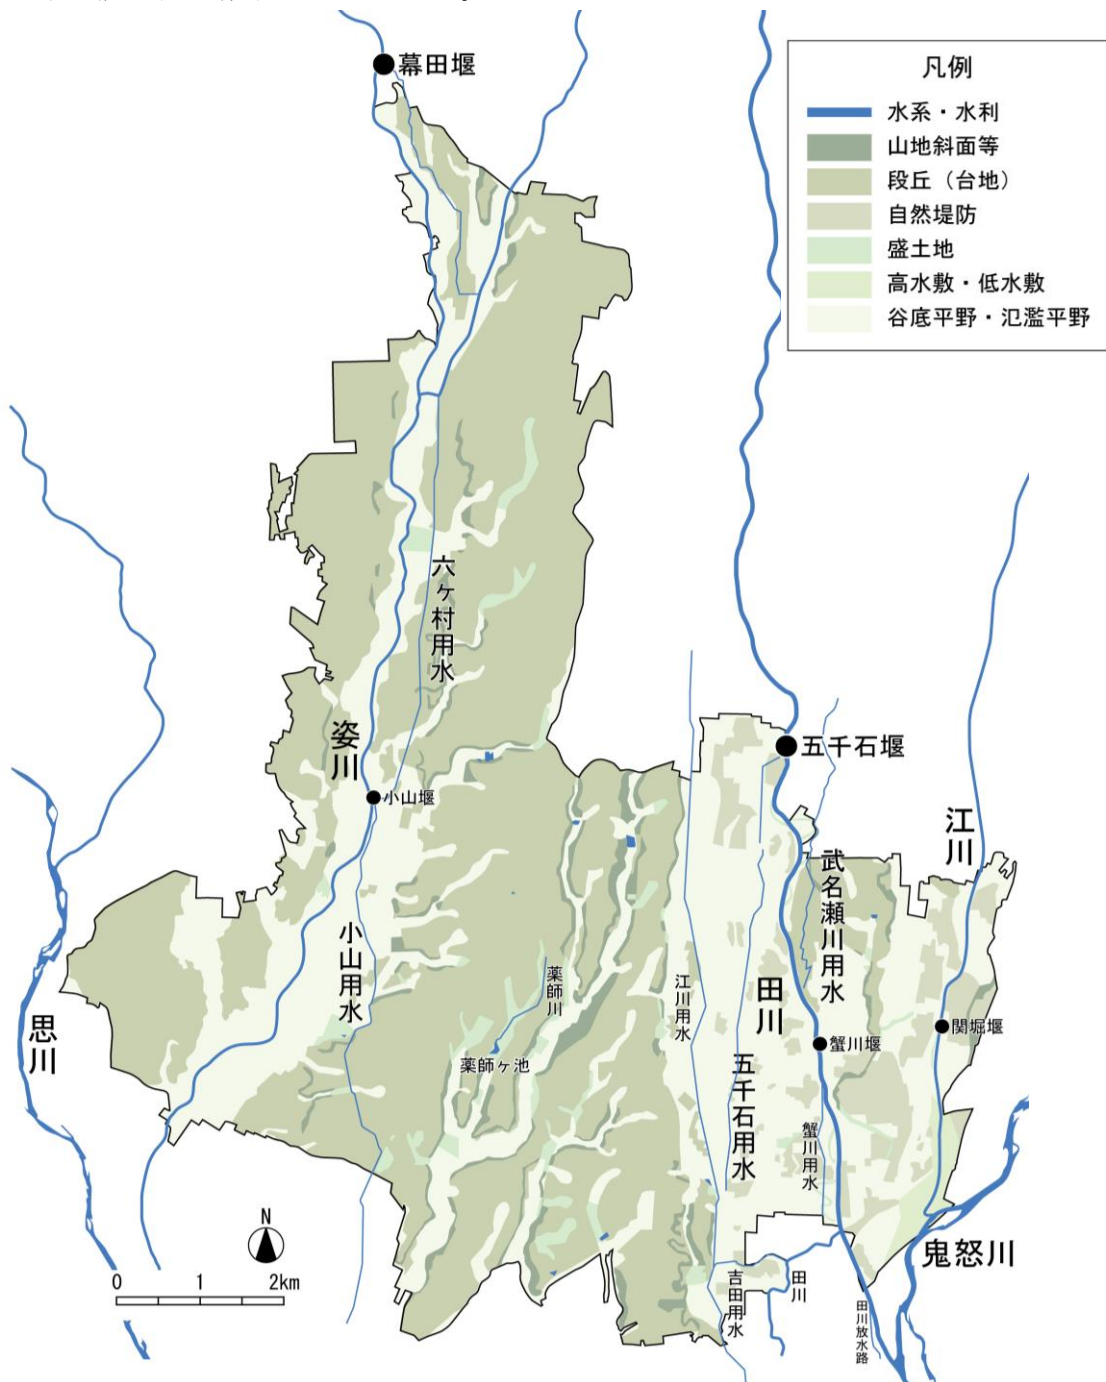 幕田堰
凡例
水系・水利
山地斜面等
段丘（台地）
自然堤防
盛土地
高水敷・低水敷
谷底平野・氾濫平野
六ヶ村用水
姿川
小山堰
五千石堰
江川
武名瀬川用水
小山用水
薬師川
江川用水
田川
関堀堰
思川
薬師ヶ池
蟹川堰
五千石用水
蟹川用水
N
0 1 2km
鬼怒川
吉田用水
田川
田川放水路